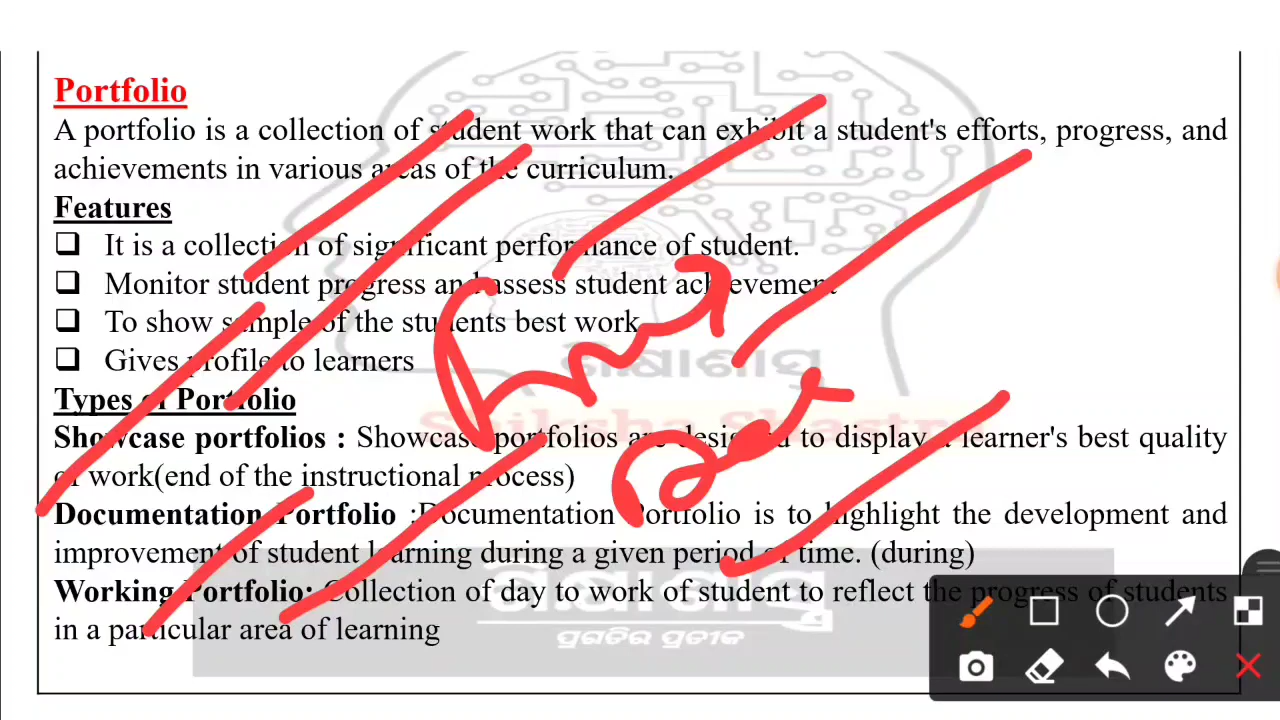 Portfolio
A portfolio is a collection of student work that can exhibit a student's efforts, progress, and
achievements in various areas of the curriculum.
Features
❑ It is a collection of significant performance of student.
❑ Monitor student progress and assess student achievement
❑ To show sample of the students best work
❑ Gives profile to learners
ଶିକ୍ଷାଶାସ୍ତ୍ର
Types of Portfolio
Shiksha Shastra
Showcase portfolios : Showcase portfolios are designed to display a learner's best quality
of work(end of the instructional process)
Documentation Portfolio :Documentation Portfolio is to highlight the development and
improvement of student learning during a given period of time. (during)
Working Portfolio: Collection of day to work of student to reflect the progress of students
in a particular area of learning
ପ୍ରଗତିର ପ୍ରତୀକ